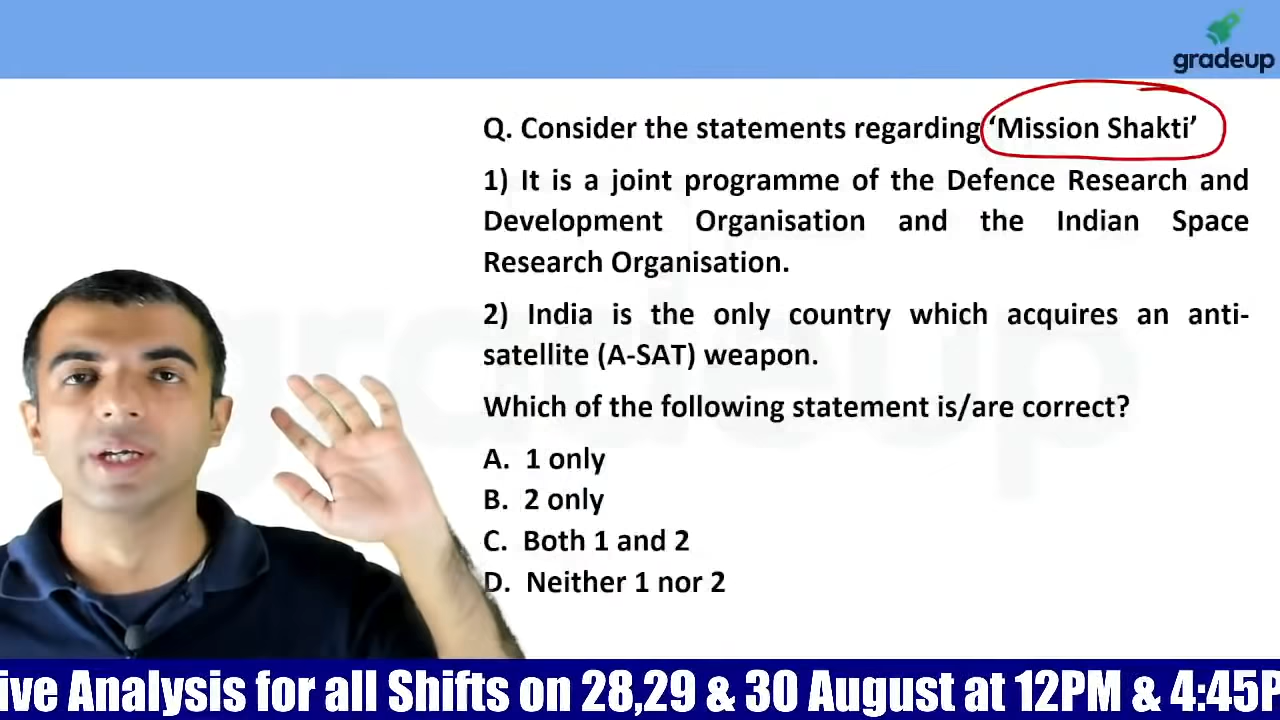 gradeup
Q. Consider the statements regarding ‘Mission Shakti’
1) It is a joint programme of the Defence Research and
Development Organisation and the Indian Space
Research Organisation.
2) India is the only country which acquires an anti-
satellite (A-SAT) weapon.
Which of the following statement is/are correct?
A. 1 only
B. 2 only
C. Both 1 and 2
D. Neither 1 nor 2
gradeup
ive Analysis for all Shifts on 28,29 & 30 August at 12PM & 4:45P